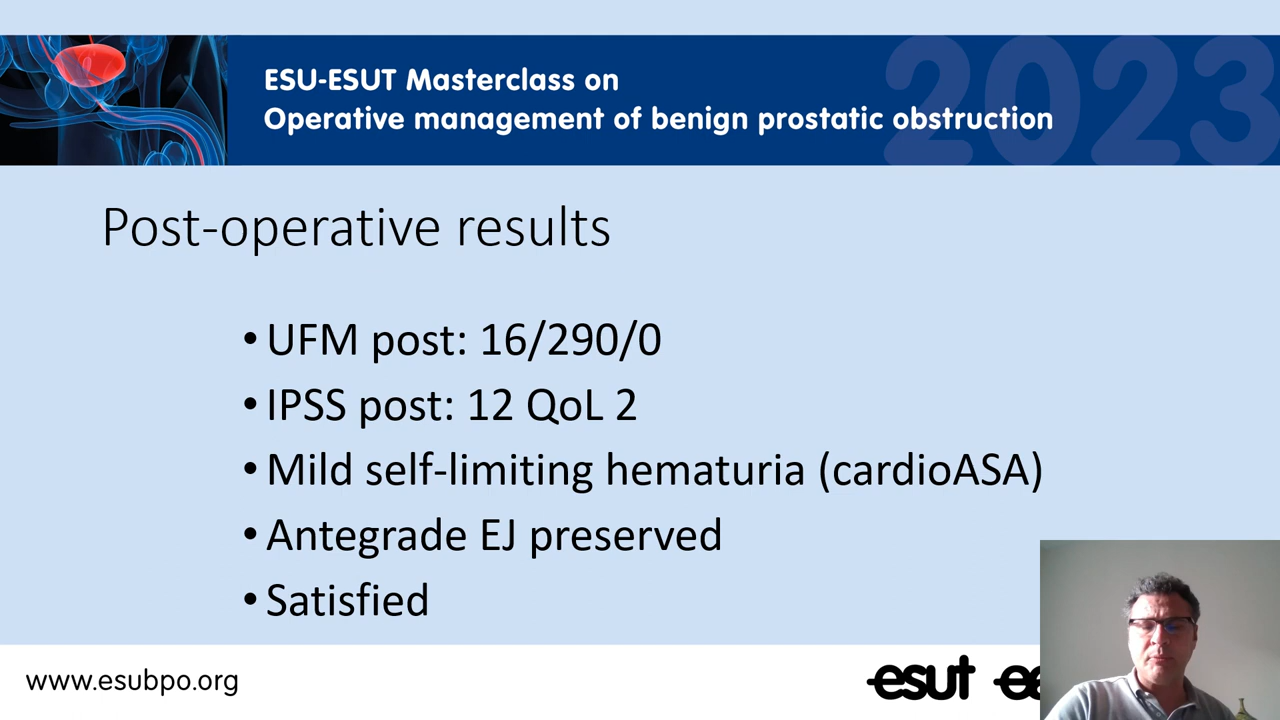 2023
ESU-ESUT Masterclass on
Operative management of benign prostatic obstruction
Post-operative results
• UFM post: 16/290/0
• IPSS post: 12 QoL 2
• Mild self-limiting hematuria (cardioASA)
• Antegrade EJ preserved
• Satisfied
www.esubpo.org
esut